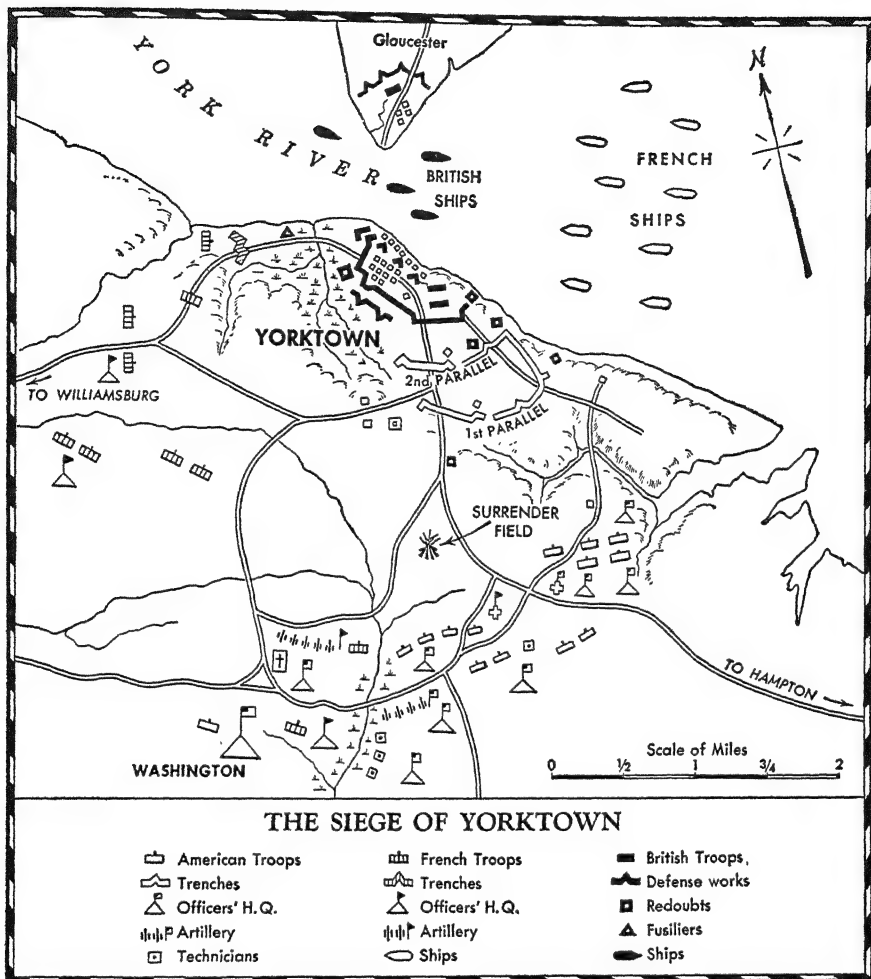 Gloucester
YORK RIVER
N
FRENCH
SHIPS
BRITISH
SHIPS
YORKTOWN
2nd PARALLEL
TO WILLIAMSBURG
1st PARALLEL
SURRENDER
FIELD
TO HAMPTON
WASHINGTON
Scale of Miles
0 1/2 1 3/4 2
THE SIEGE OF YORKTOWN
American Troops
Trenches
Officers' H.Q.
Artillery
Technicians
French Troops
Trenches
Officers' H.Q.
Artillery
Ships
British Troops.
Defense works
Redoubts
Fusiliers
Ships